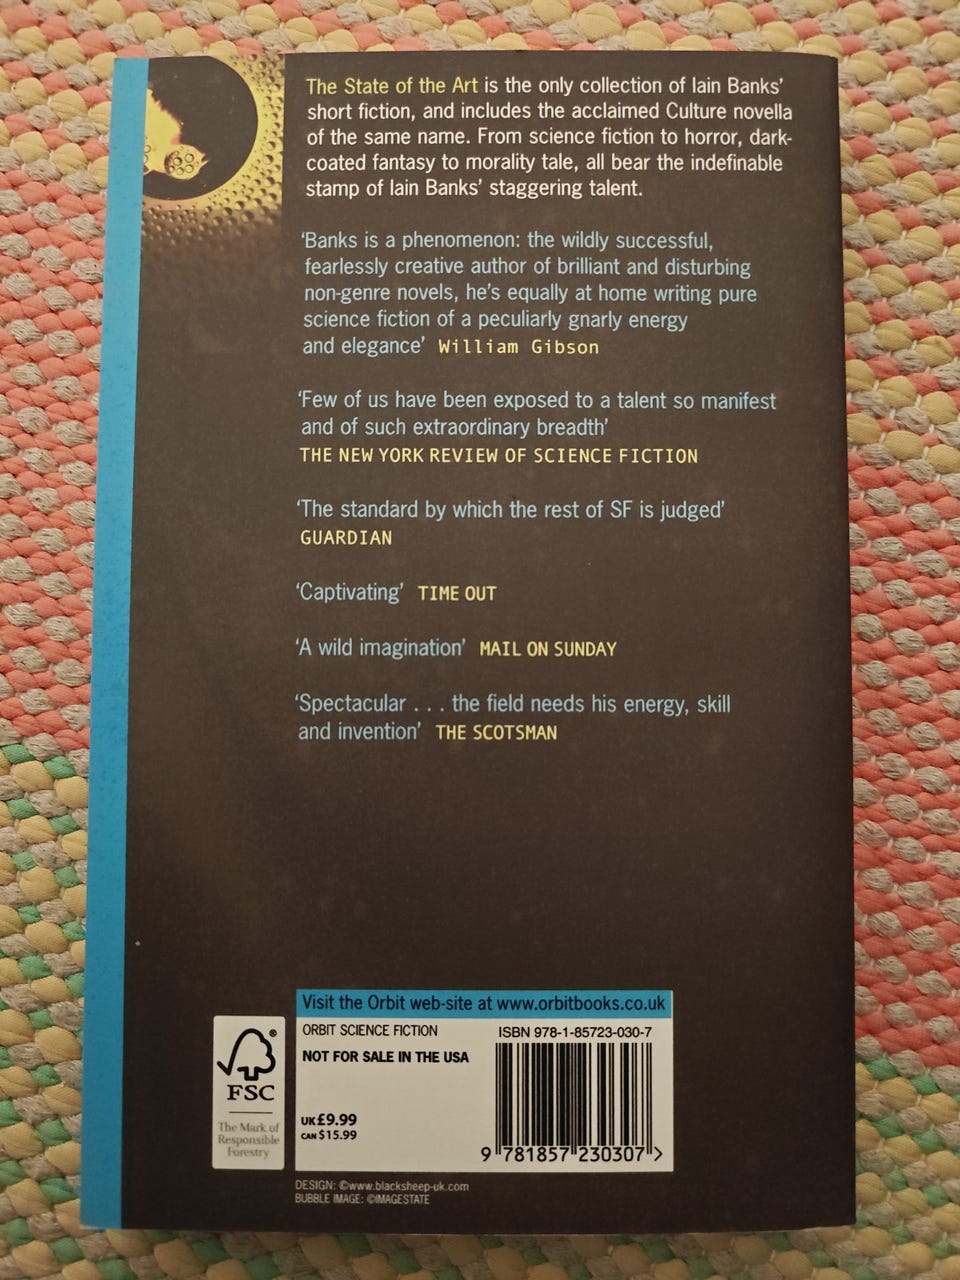 The State of the Art is the only collection of Iain Banks'
short fiction, and includes the acclaimed Culture novella
of the same name. From science fiction to horror, dark-
coated fantasy to morality tale, all bear the indefinable
stamp of Iain Banks' staggering talent.
'Banks is a phenomenon: the wildly successful,
fearlessly creative author of brilliant and disturbing
non-genre novels, he's equally at home writing pure
science fiction of a peculiarly gnarly energy
and elegance' William Gibson
'Few of us have been exposed to a talent so manifest
and of such extraordinary breadth'
THE NEW YORK REVIEW OF SCIENCE FICTION
'The standard by which the rest of SF is judged'
GUARDIAN
'Captivating' TIME OUT
'A wild imagination' MAIL ON SUNDAY
'Spectacular . . . the field needs his energy, skill
and invention' THE SCOTSMAN
Visit the Orbit web-site at www.orbitbooks.co.uk
ORBIT SCIENCE FICTION
NOT FOR SALE IN THE USA
UK £9.99
CAN $15.99
ISBN 978-1-85723-030-7
9 781857 230307 >
®
FSC
The Mark of
Responsible
Forestry
DESIGN: ©www.blacksheep-uk.com
BUBBLE IMAGE: ©IMAGESTATE